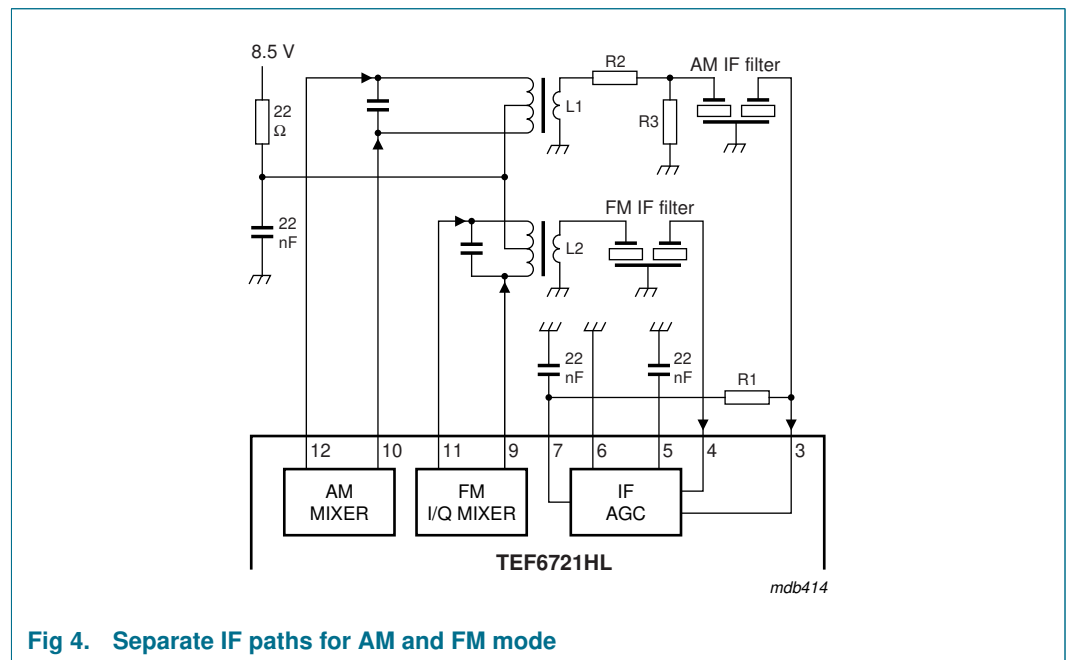 8.5 V
22
Ω
22
nF
L1
R2
R3
AM IF filter
L2
FM IF filter
22
nF
22
nF
R1
12
10
11
9
7
6
5
4
3
AM
MIXER
FM
I/Q MIXER
IF
AGC
TEF6721HL
mdb414
Fig 4. Separate IF paths for AM and FM mode